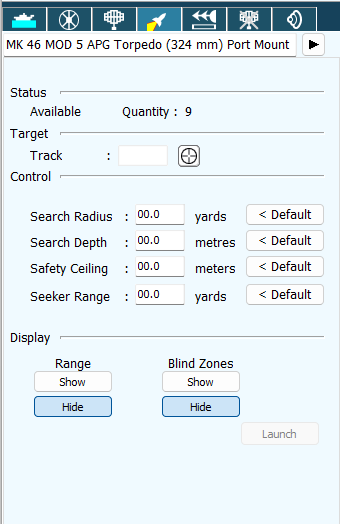 MK 46 MOD 5 APG Torpedo (324 mm) Port Mount
Status
Available Quantity : 9
Target
Track :
Control
Search Radius : 00.0 yards < Default
Search Depth : 00.0 metres < Default
Safety Ceiling : 00.0 meters < Default
Seeker Range : 00.0 yards < Default
Display
Range Blind Zones
Show Show
Hide Hide
Launch